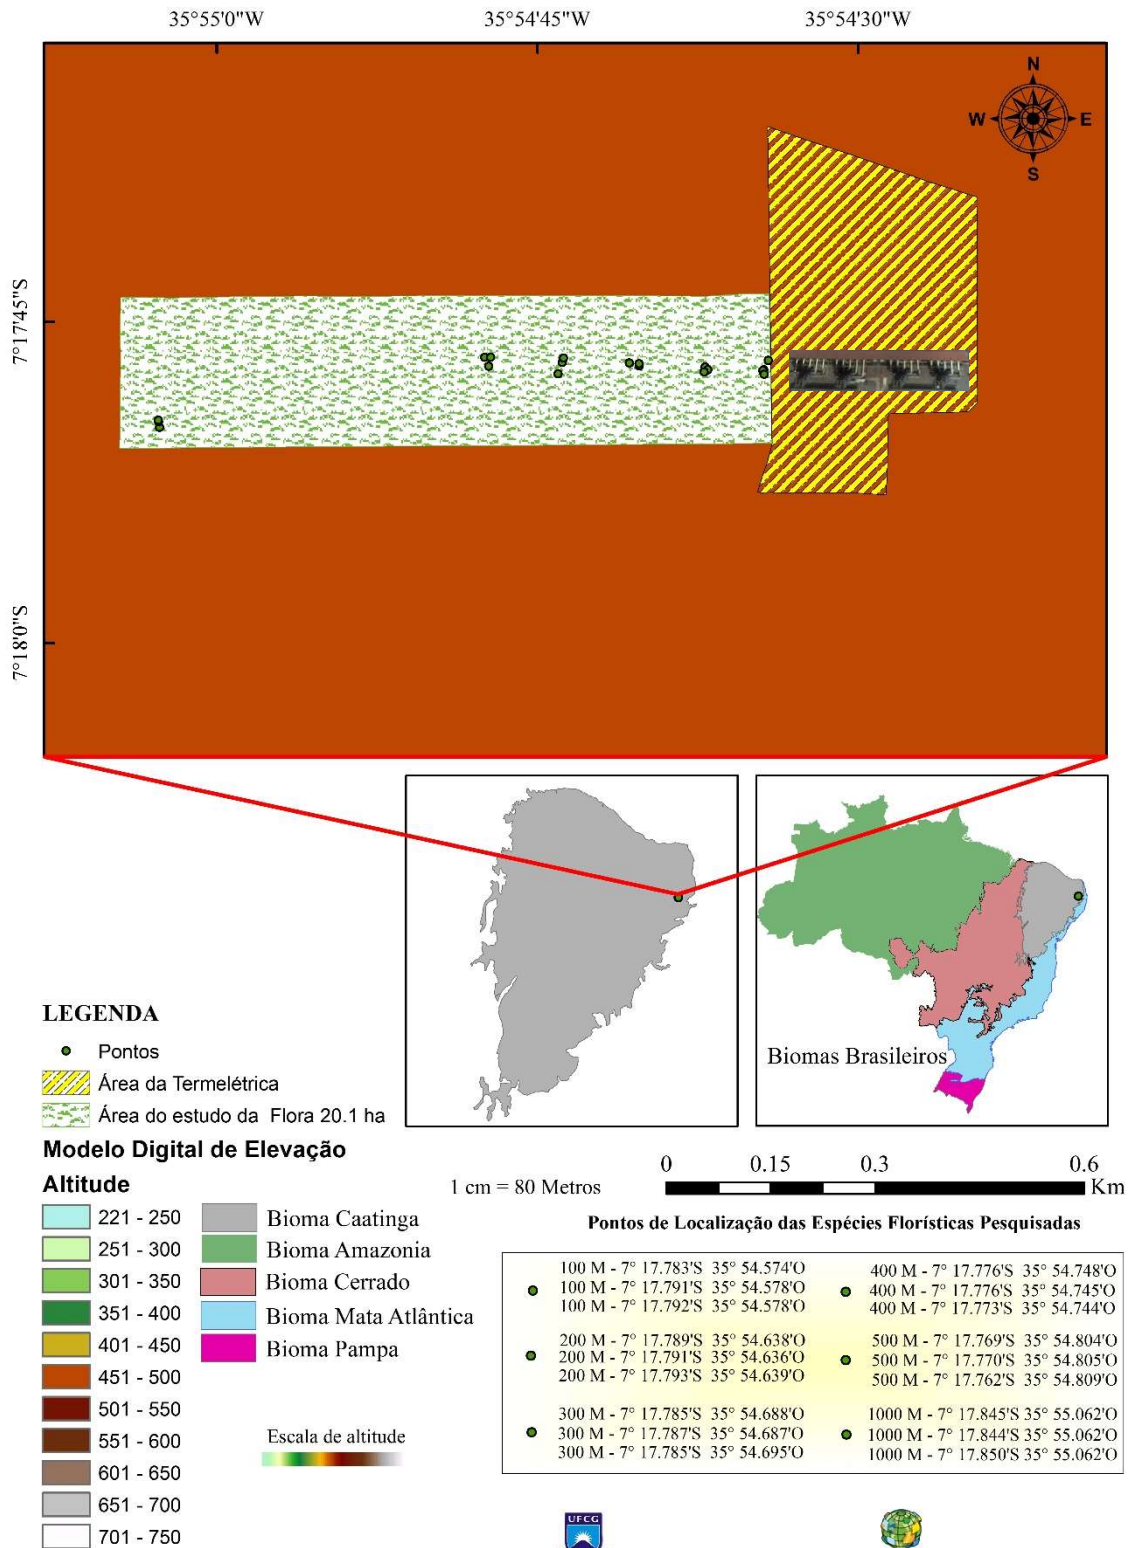 35°55'0"W
35°54'45"W
35°54'30"W
N
W
E
S
7°17'45"S
7°18'0"S
LEGENDA
Pontos
Área da Termelétrica
Área do estudo da Flora 20.1 ha
Biomas Brasileiros
Modelo Digital de Elevação
Altitude
221 - 250
251 - 300
301 - 350
351 - 400
401 - 450
451 - 500
501 - 550
551 - 600
601 - 650
651 - 700
701 - 750
Bioma Caatinga
Bioma Amazonia
Bioma Cerrado
Bioma Mata Atlântica
Bioma Pampa
Escala de altitude
1 cm = 80 Metros
0 0.15 0.3 0.6
Km
Pontos de Localização das Espécies Florísticas Pesquisadas
100 M - 7° 17.783'S 35° 54.574'O
100 M - 7° 17.791'S 35° 54.578'O
100 M - 7° 17.792'S 35° 54.578'O
200 M - 7° 17.789'S 35° 54.638'O
200 M - 7° 17.791'S 35° 54.636'O
200 M - 7° 17.793'S 35° 54.639'O
300 M - 7° 17.785'S 35° 54.688'O
300 M - 7° 17.787'S 35° 54.687'O
300 M - 7° 17.785'S 35° 54.695'O
400 M - 7° 17.776'S 35° 54.748'O
400 M - 7° 17.776'S 35° 54.745'O
400 M - 7° 17.773'S 35° 54.744'O
500 M - 7° 17.769'S 35° 54.804'O
500 M - 7° 17.770'S 35° 54.805'O
500 M - 7° 17.762'S 35° 54.809'O
1000 M - 7° 17.845'S 35° 55.062'O
1000 M - 7° 17.844'S 35° 55.062'O
1000 M - 7° 17.850'S 35° 55.062'O
UFCG